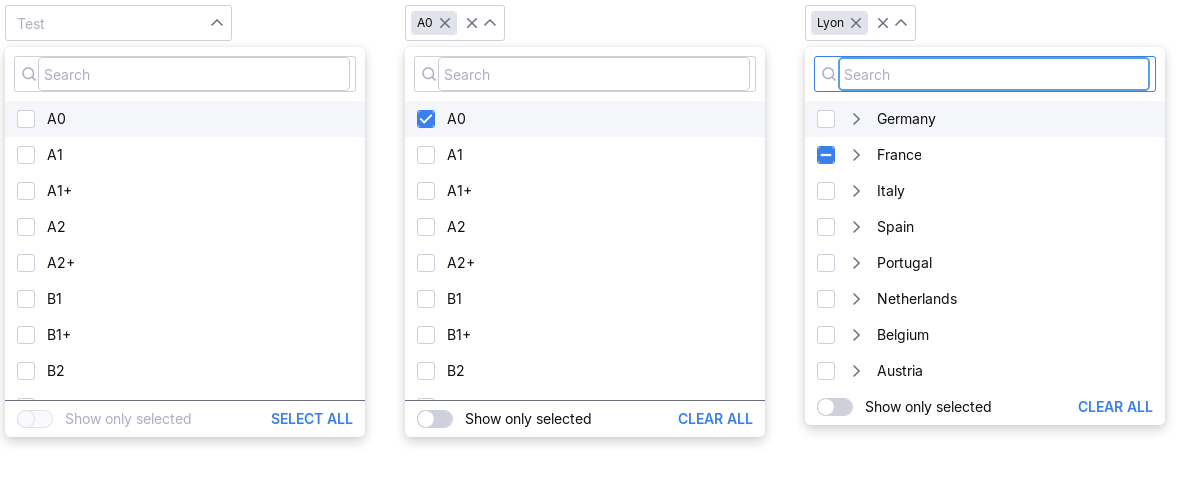 Test
Search
A0
A1
A1+
A2
A2+
B1
B1+
B2
Show only selected SELECT ALL
A0
Search
A0
A1
A1+
A2
A2+
B1
B1+
B2
Show only selected CLEAR ALL
Lyon
Search
Germany
France
Italy
Spain
Portugal
Netherlands
Belgium
Austria
Show only selected CLEAR ALL